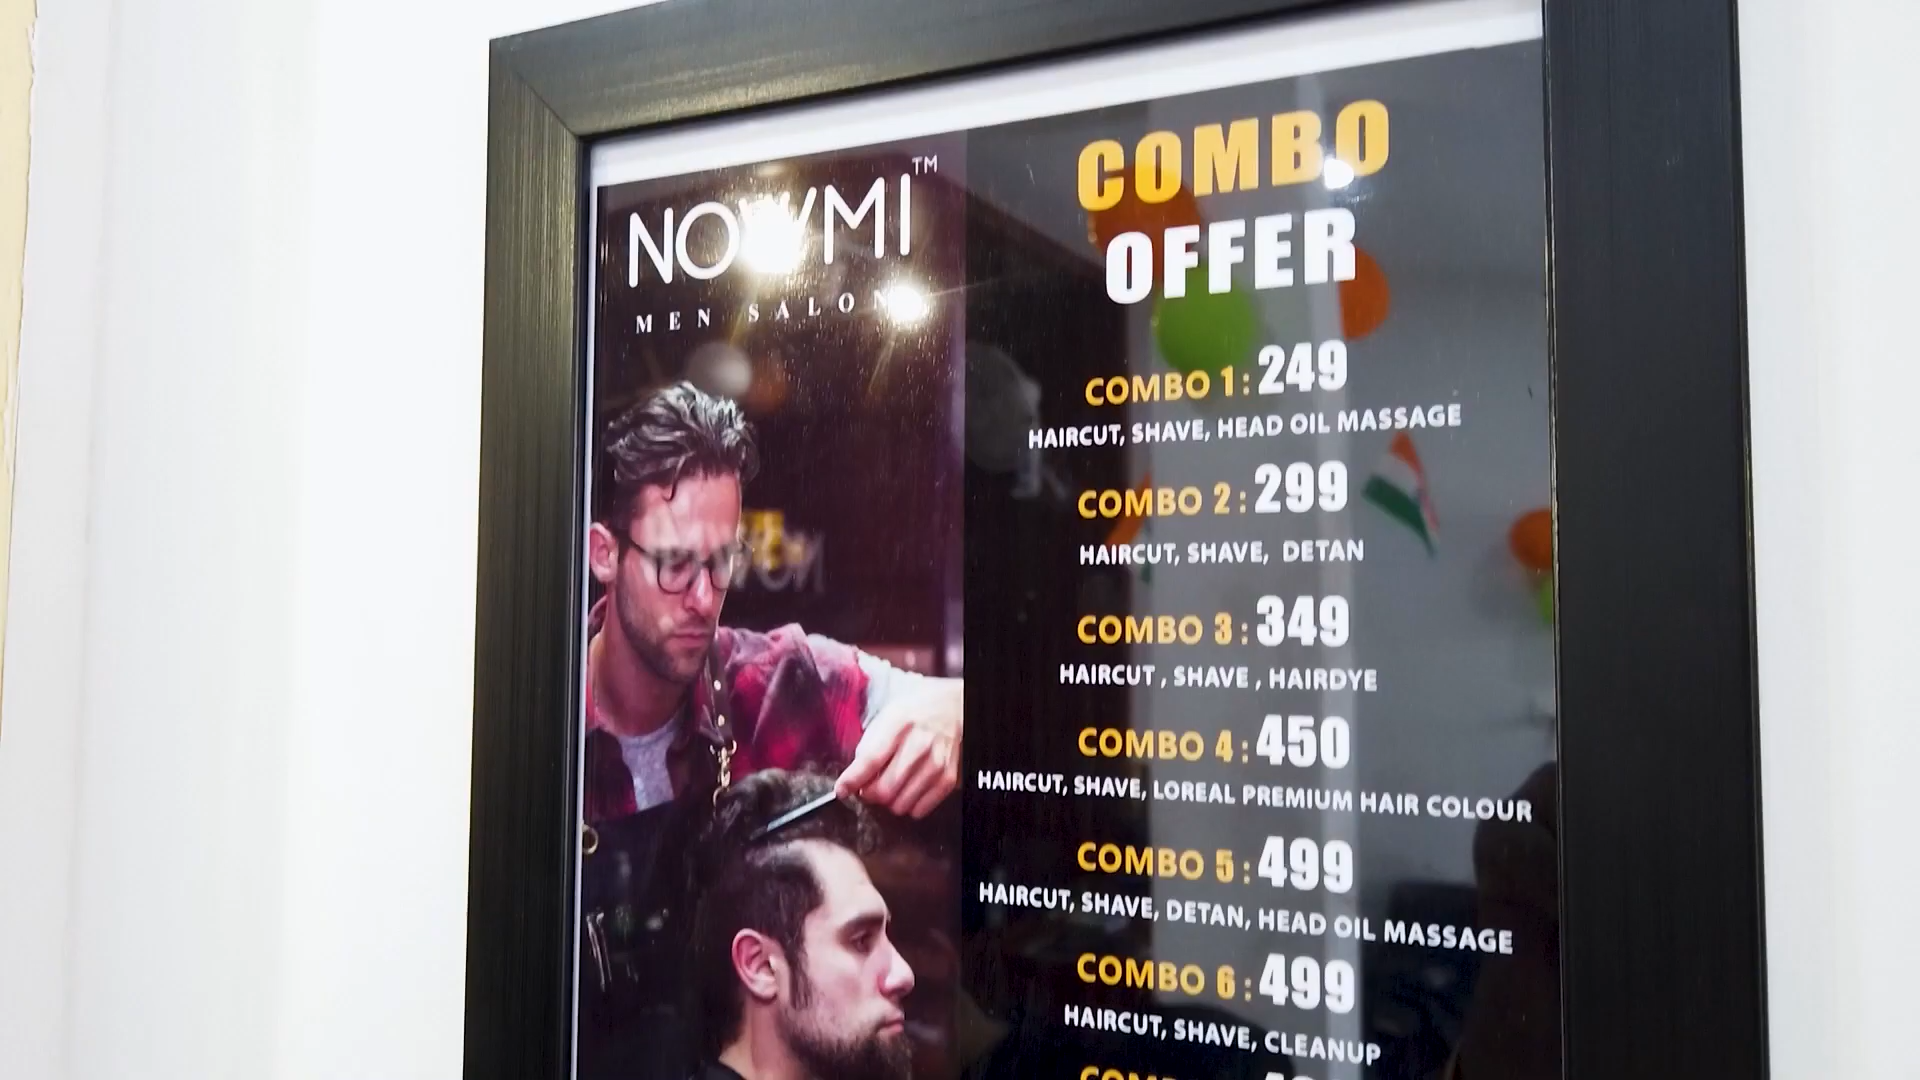 NOWMI™
MEN SALON
COMBO
OFFER
COMBO 1 : 249
HAIRCUT, SHAVE, HEAD OIL MASSAGE
COMBO 2 : 299
HAIRCUT, SHAVE, DETAN
COMBO 3 : 349
HAIRCUT , SHAVE , HAIRDYE
COMBO 4 : 450
HAIRCUT, SHAVE, LOREAL PREMIUM HAIR COLOUR
COMBO 5 : 499
HAIRCUT, SHAVE, DETAN, HEAD OIL MASSAGE
COMBO 6 : 499
HAIRCUT, SHAVE, CLEANUP